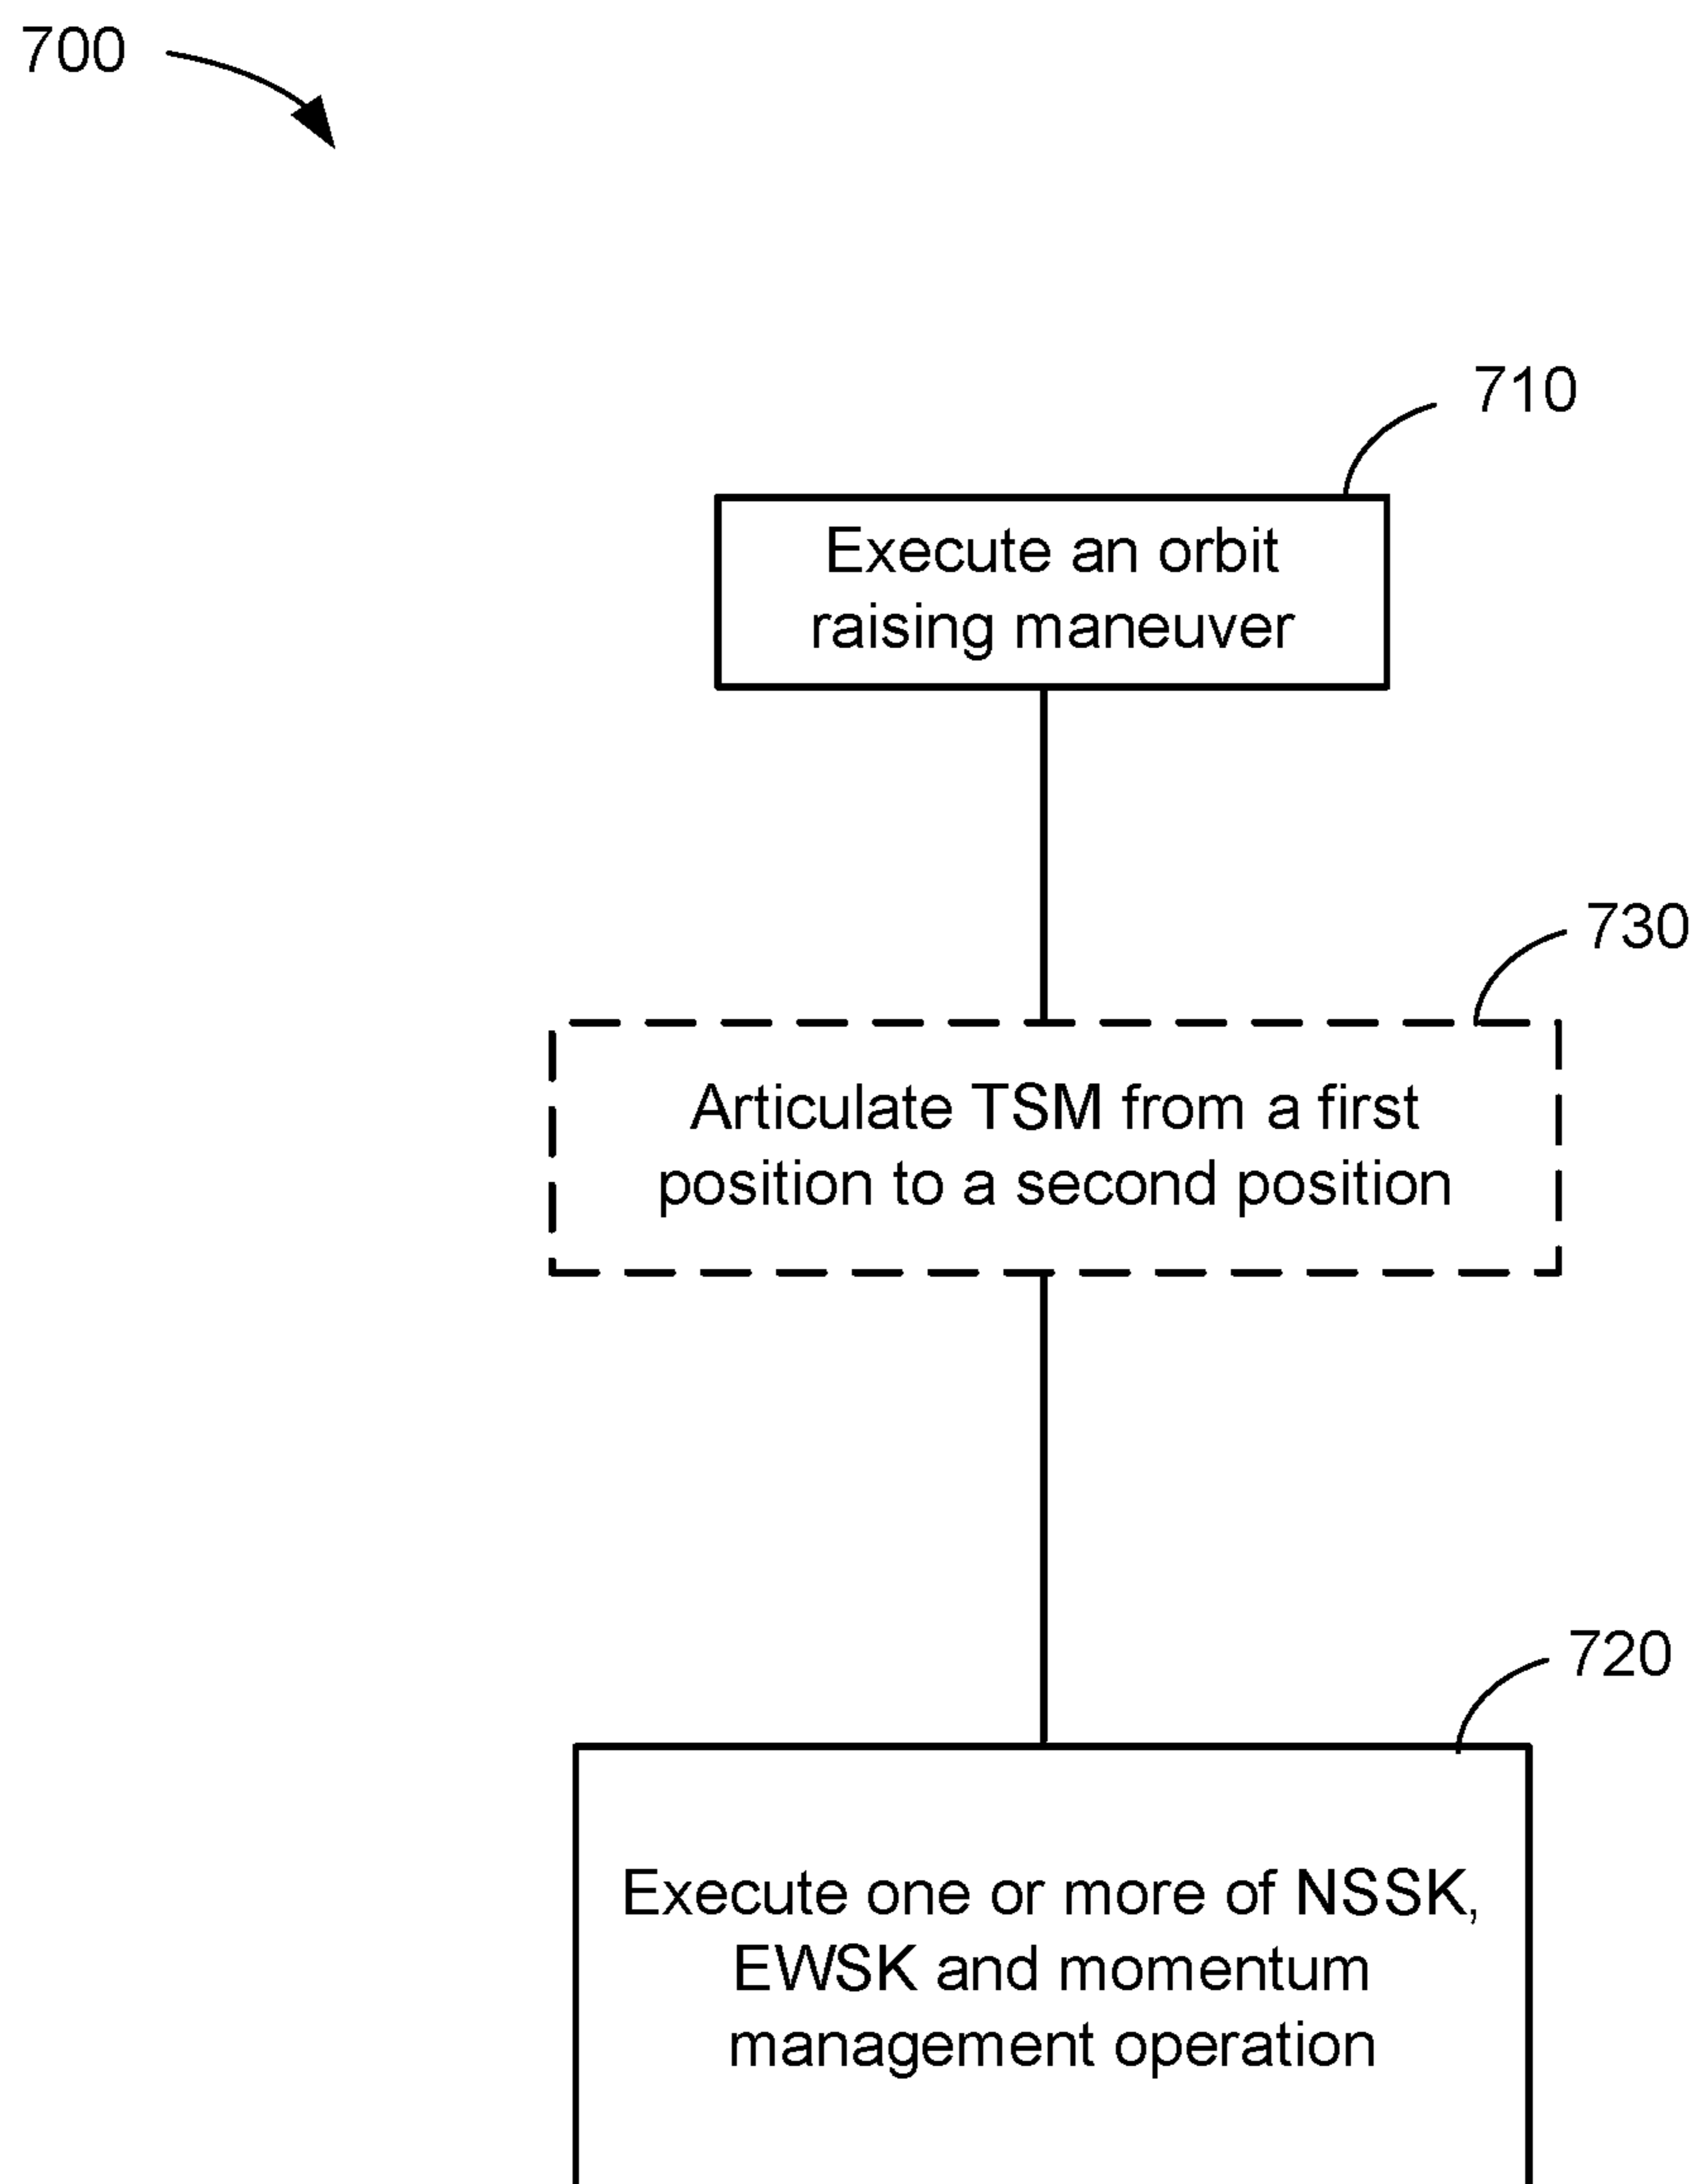 700
710
Execute an orbit
raising maneuver
730
Articulate TSM from a first
position to a second position
720
Execute one or more of NSSK,
EWSK and momentum
management operation